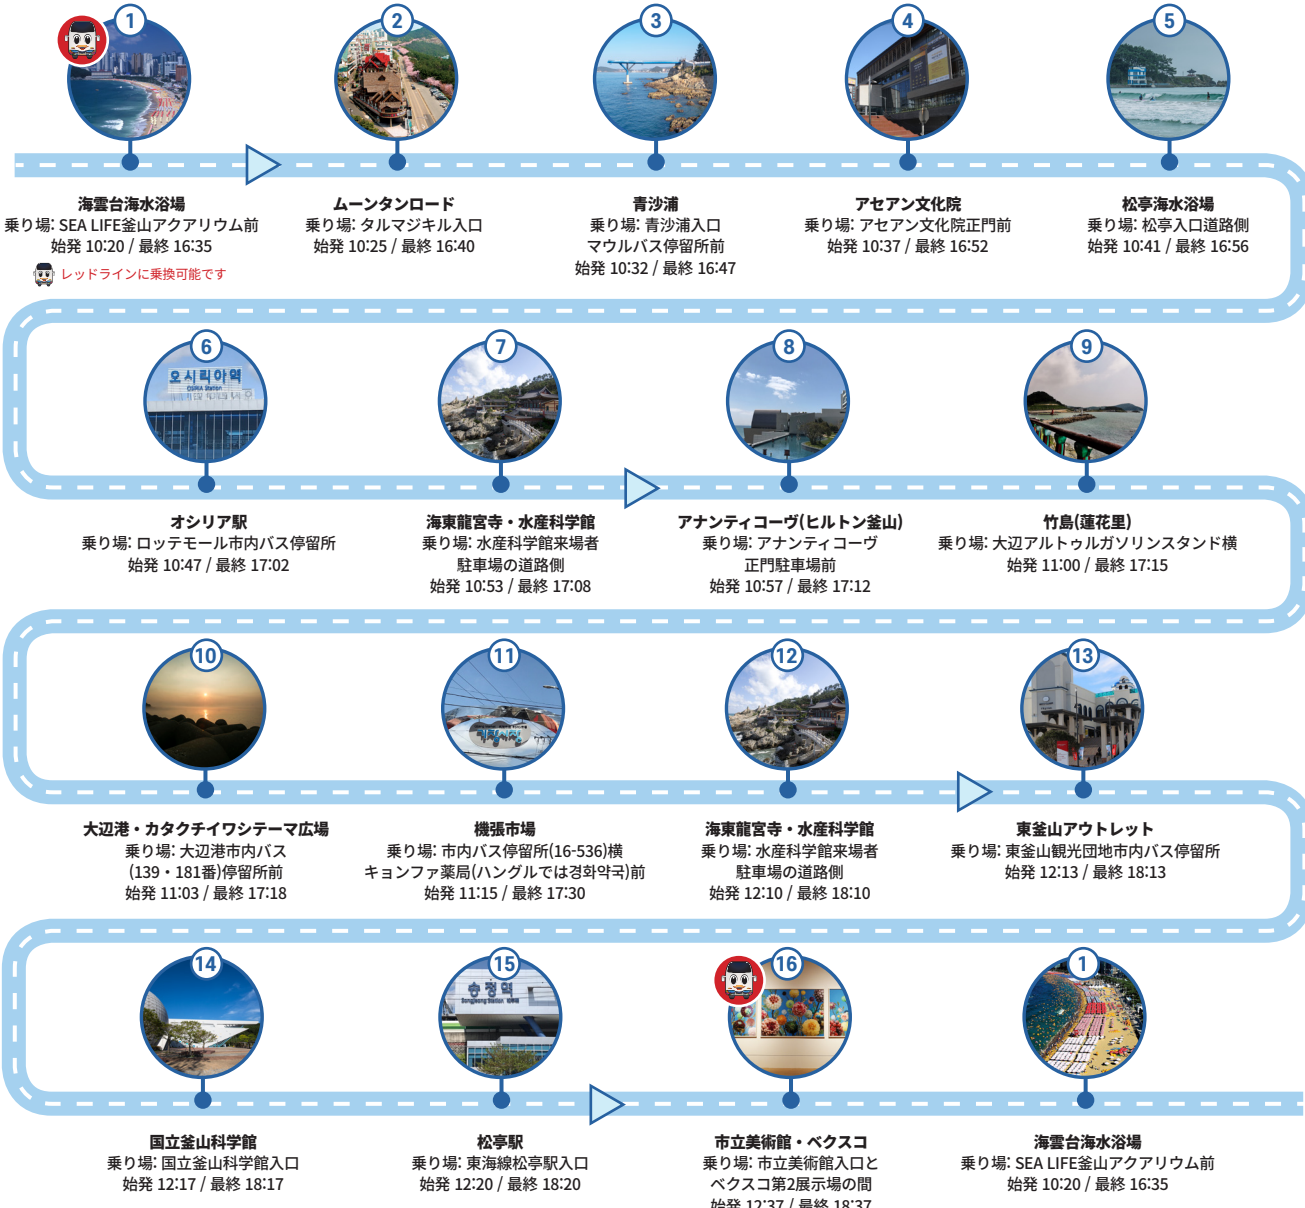 1
2
3
4
5
海雲台海水浴場
乗り場: SEA LIFE釜山アクアリウム前
始発 10:20 / 最終 16:35
レッドラインに乗換可能です
ムーンタンロード
乗り場: タルマジキル入口
始発 10:25 / 最終 16:40
青沙浦
乗り場: 青沙浦入口
マウルバス停留所前
始発 10:32 / 最終 16:47
アセアン文化院
乗り場: アセアン文化院正門前
始発 10:37 / 最終 16:52
松亭海水浴場
乗り場: 松亭入口道路側
始発 10:41 / 最終 16:56
6
7
8
9
오시리아역
OSIRIA Station
オシリア駅
乗り場: ロッテモール市内バス停留所
始発 10:47 / 最終 17:02
海東龍宮寺・水産科学館
乗り場: 水産科学館来場者
駐車場の道路側
始発 10:53 / 最終 17:08
アナンティコーヴ(ヒルトン釜山)
乗り場: アナンティコーヴ
正門駐車場前
始発 10:57 / 最終 17:12
竹島(蓮花里)
乗り場: 大辺アルトゥルガソリンスタンド横
始発 11:00 / 最終 17:15
10
11
12
13
기장시장
大辺港・カタクチイワシテーマ広場
乗り場: 大辺港市内バス
(139・181番)停留所前
始発 11:03 / 最終 17:18
機張市場
乗り場: 市内バス停留所(16-536)横
キョンファ薬局(ハングルでは경화약국)前
始発 11:15 / 最終 17:30
海東龍宮寺・水産科学館
乗り場: 水産科学館来場者
駐車場の道路側
始発 12:10 / 最終 18:10
東釜山アウトレット
乗り場: 東釜山観光団地市内バス停留所
始発 12:13 / 最終 18:13
14
15
16
1
송정역
Songjeong Station
国立釜山科学館
乗り場: 国立釜山科学館入口
始発 12:17 / 最終 18:17
松亭駅
乗り場: 東海線松亭駅入口
始発 12:20 / 最終 18:20
市立美術館・ベクスコ
乗り場: 市立美術館入口と
ベクスコ第2展示場の間
始発 12:37 / 最終 18:37
海雲台海水浴場
乗り場: SEA LIFE釜山アクアリウム前
始発 10:20 / 最終 16:35